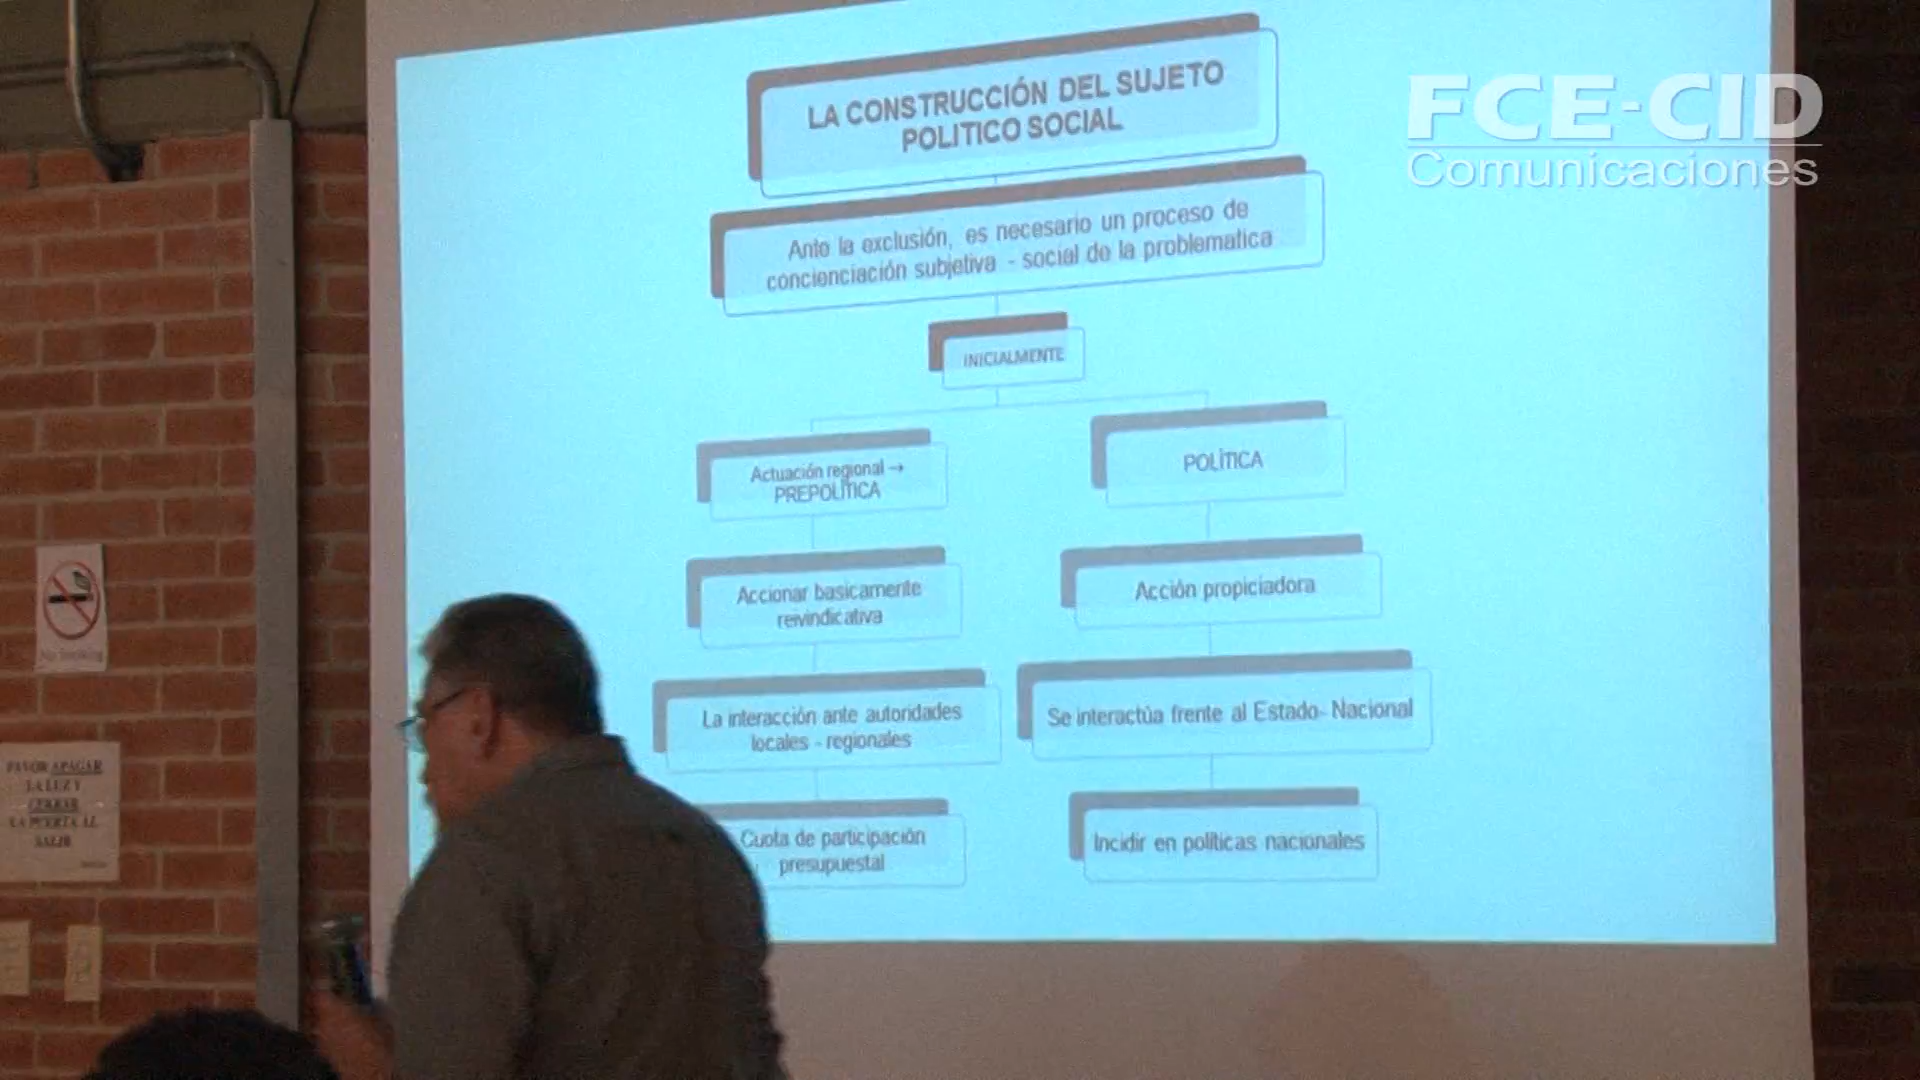 FCE-CID
Comunicaciones
LA CONSTRUCCIÓN DEL SUJETO
POLITICO SOCIAL
Ante la exclusión, es necesario un proceso de
concienciación subjetiva - social de la problematica
INICIALMENTE
Actuación regional →
PREPOLÍTICA
POLÍTICA
Accionar basicamente
reivindicativa
Acción propiciadora
La interacción ante autoridades
locales - regionales
Se interactúa frente al Estado- Nacional
Cuota de participación
presupuestal
Incidir en políticas nacionales
No Smoking
FAVOR APAGAR
LA LUZ Y
CERRAR
LA PUERTA AL
SALIR